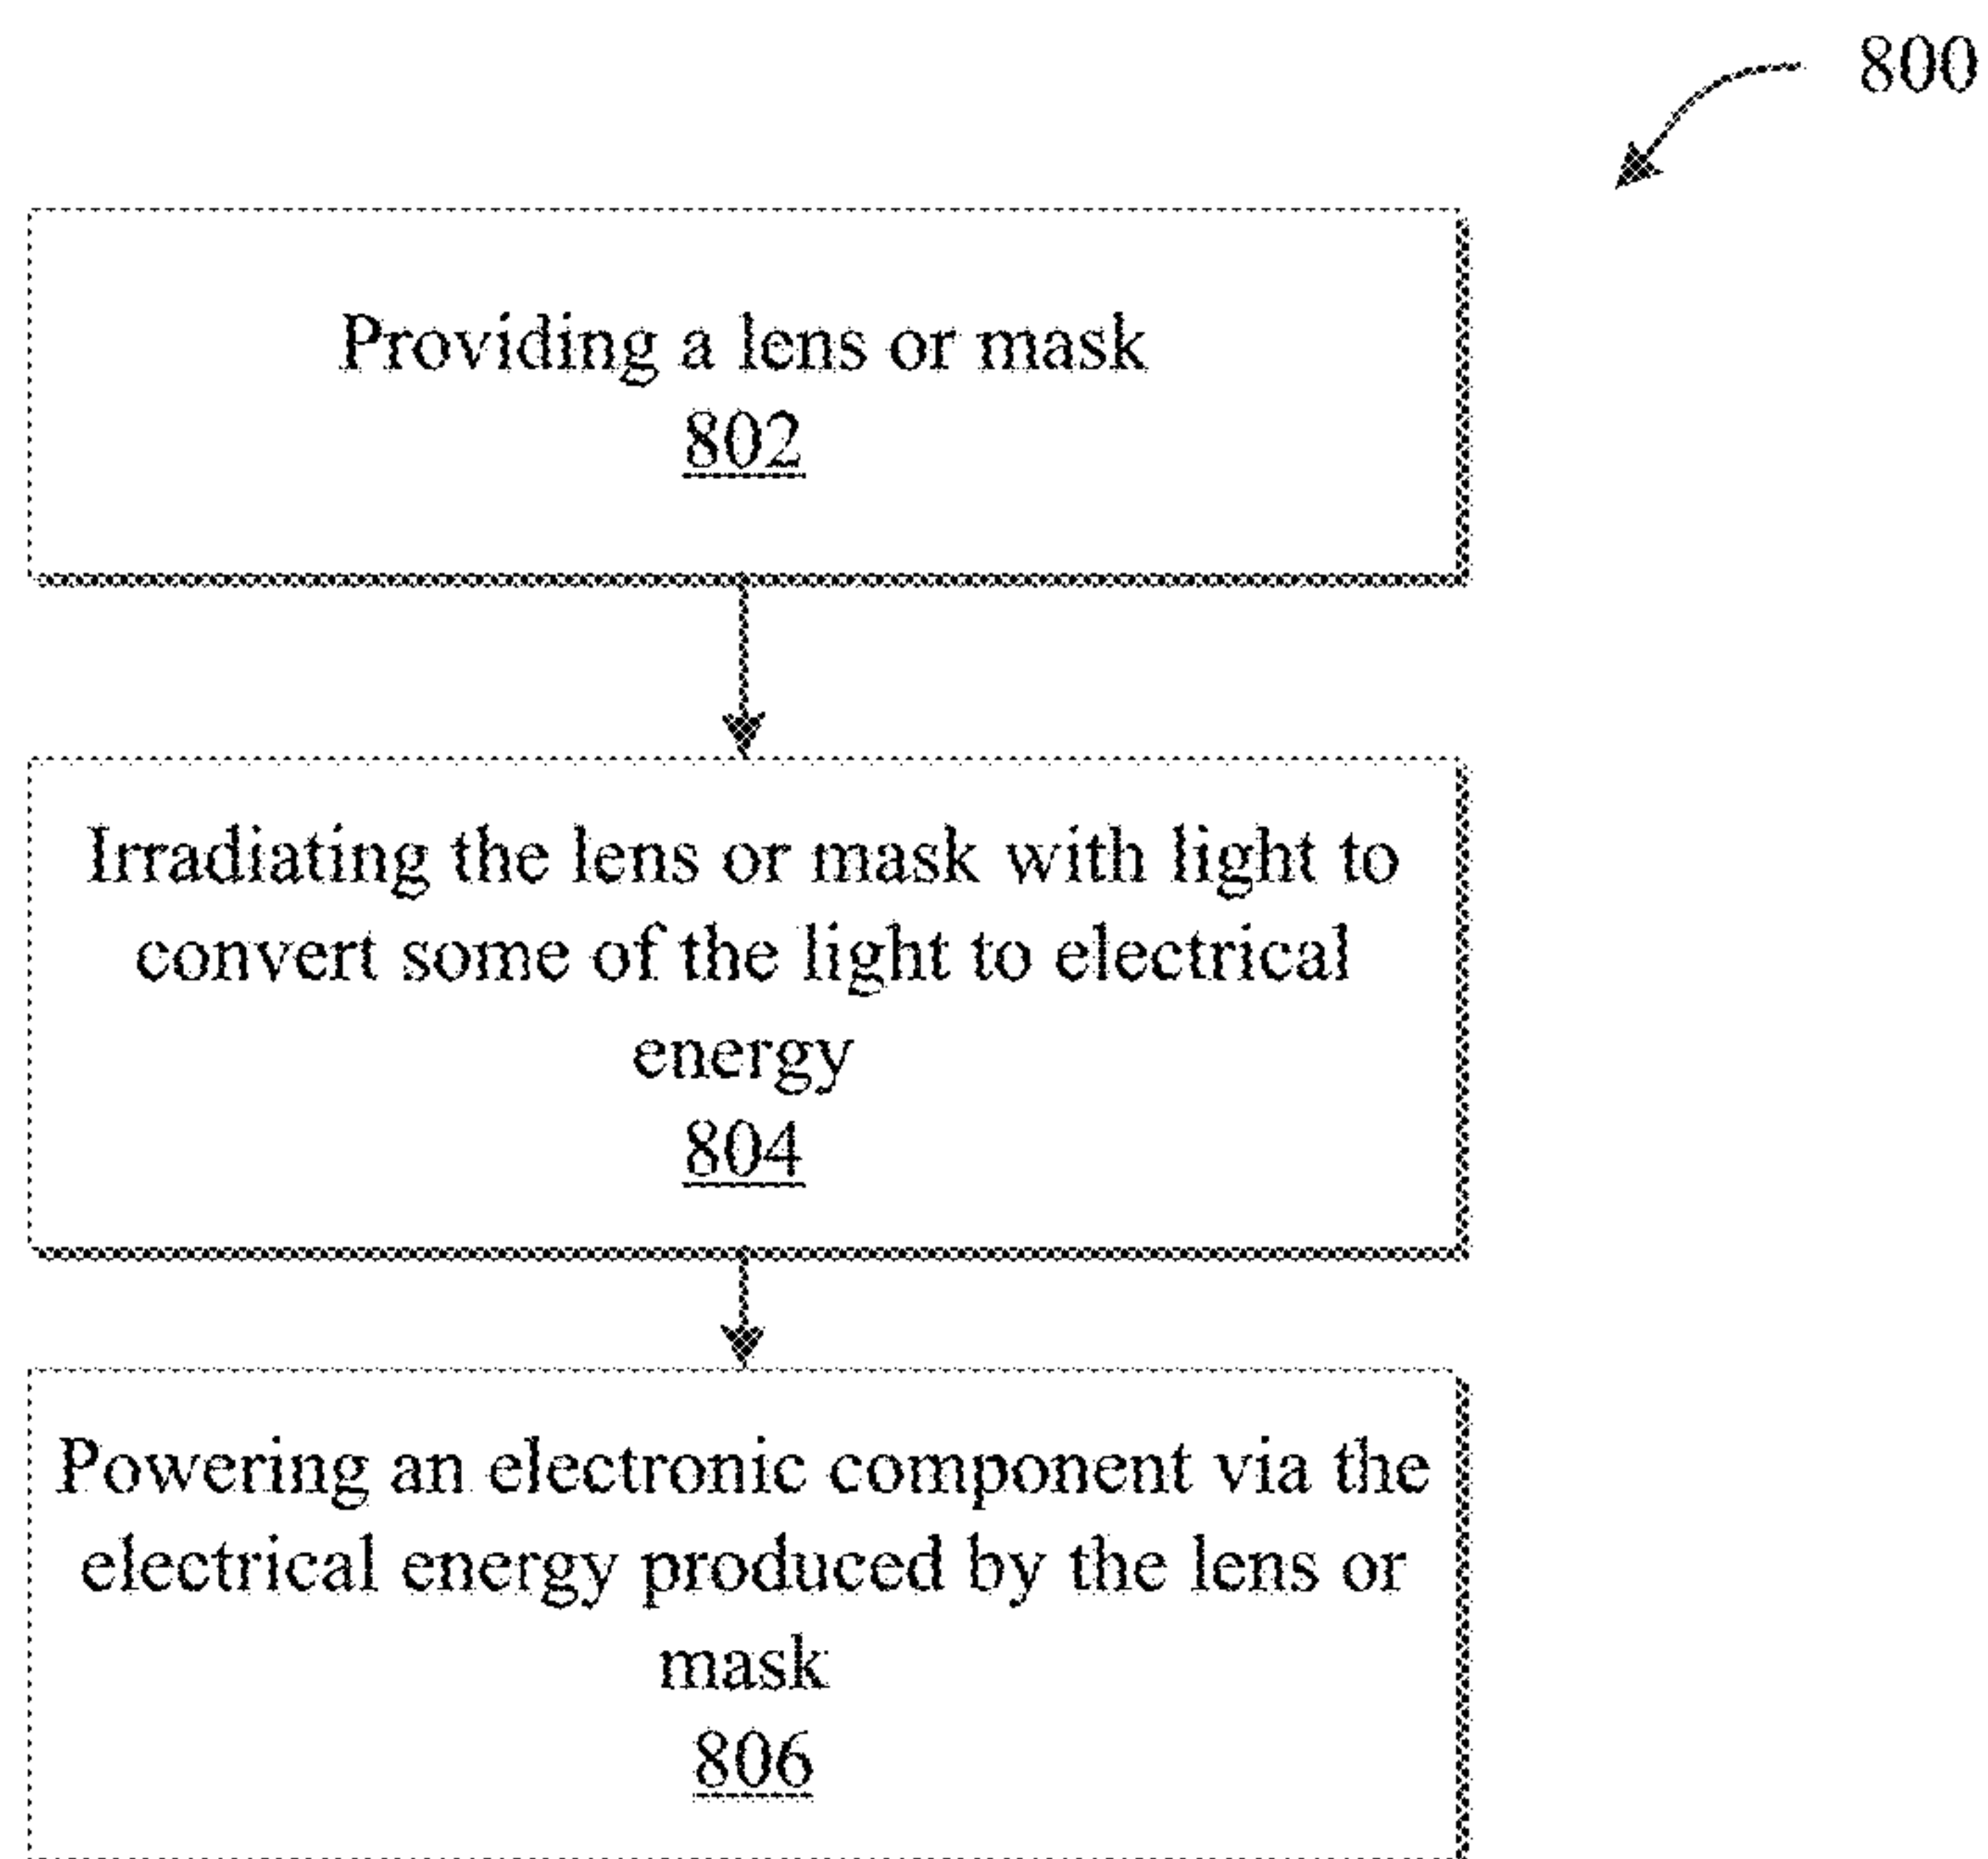 800
Providing a lens or mask
802
Irradiating the lens or mask with light to
convert some of the light to electrical
energy
804
Powering an electronic component via the
electrical energy produced by the lens or
mask
806